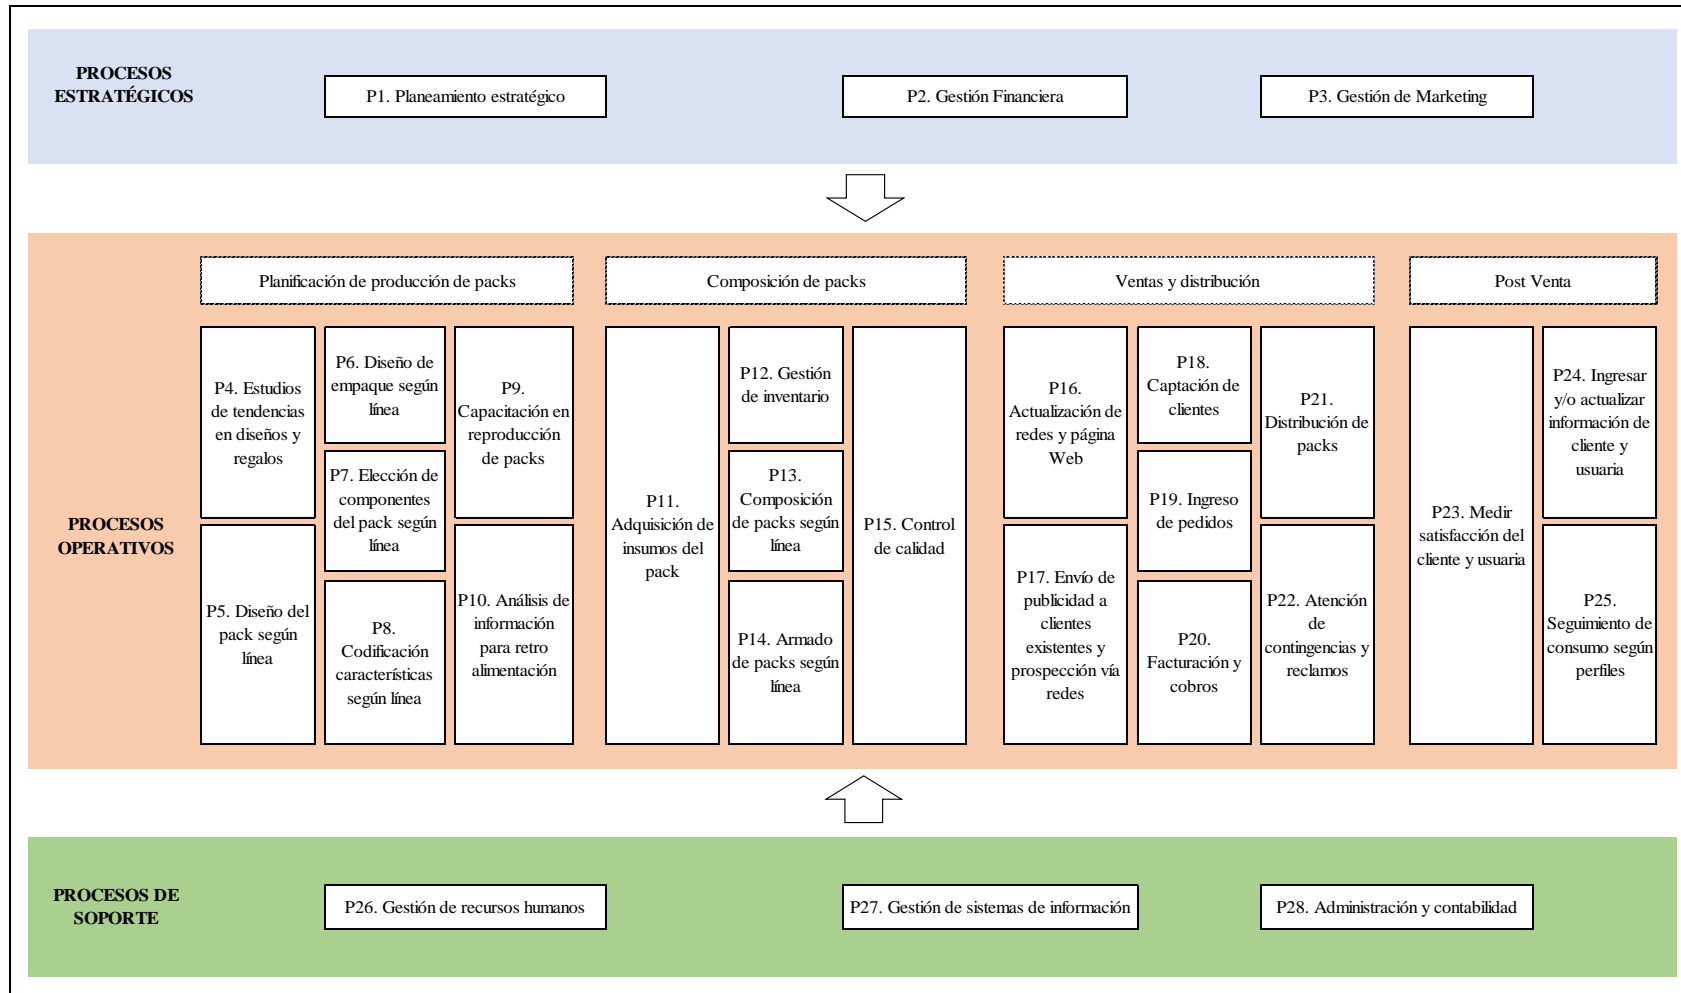 PROCESOS
ESTRATÉGICOS
P1. Planeamiento estratégico
P2. Gestión Financiera
P3. Gestión de Marketing
PROCESOS
OPERATIVOS
Planificación de producción de packs
P4. Estudios
de tendencias
en diseños y
regalos
P5. Diseño del
pack según
línea
P6. Diseño de
empaque según
línea
P7. Elección de
componentes
del pack según
línea
P8.
Codificación
características
según línea
P9.
Capacitación en
reproducción
de packs
P10. Análisis de
información
para retro
alimentación
Composición de packs
P11.
Adquisición de
insumos del
pack
P12. Gestión
de inventario
P13.
Composición
de packs según
línea
P14. Armado
de packs según
línea
P15. Control
de calidad
Ventas y distribución
P16.
Actualización de
redes y página
Web
P17. Envío de
publicidad a
clientes
existentes y
prospección vía
redes
P18.
Captación de
clientes
P19. Ingreso
de pedidos
P20.
Facturación y
cobros
P21.
Distribución de
packs
P22. Atención
de
contingencias y
reclamos
Post Venta
P23. Medir
satisfacción del
cliente y usuaria
P24. Ingresar
y/o actualizar
información de
cliente y
usuaria
P25.
Seguimiento de
consumo según
perfiles
PROCESOS DE
SOPORTE
P26. Gestión de recursos humanos
P27. Gestión de sistemas de información
P28. Administración y contabilidad